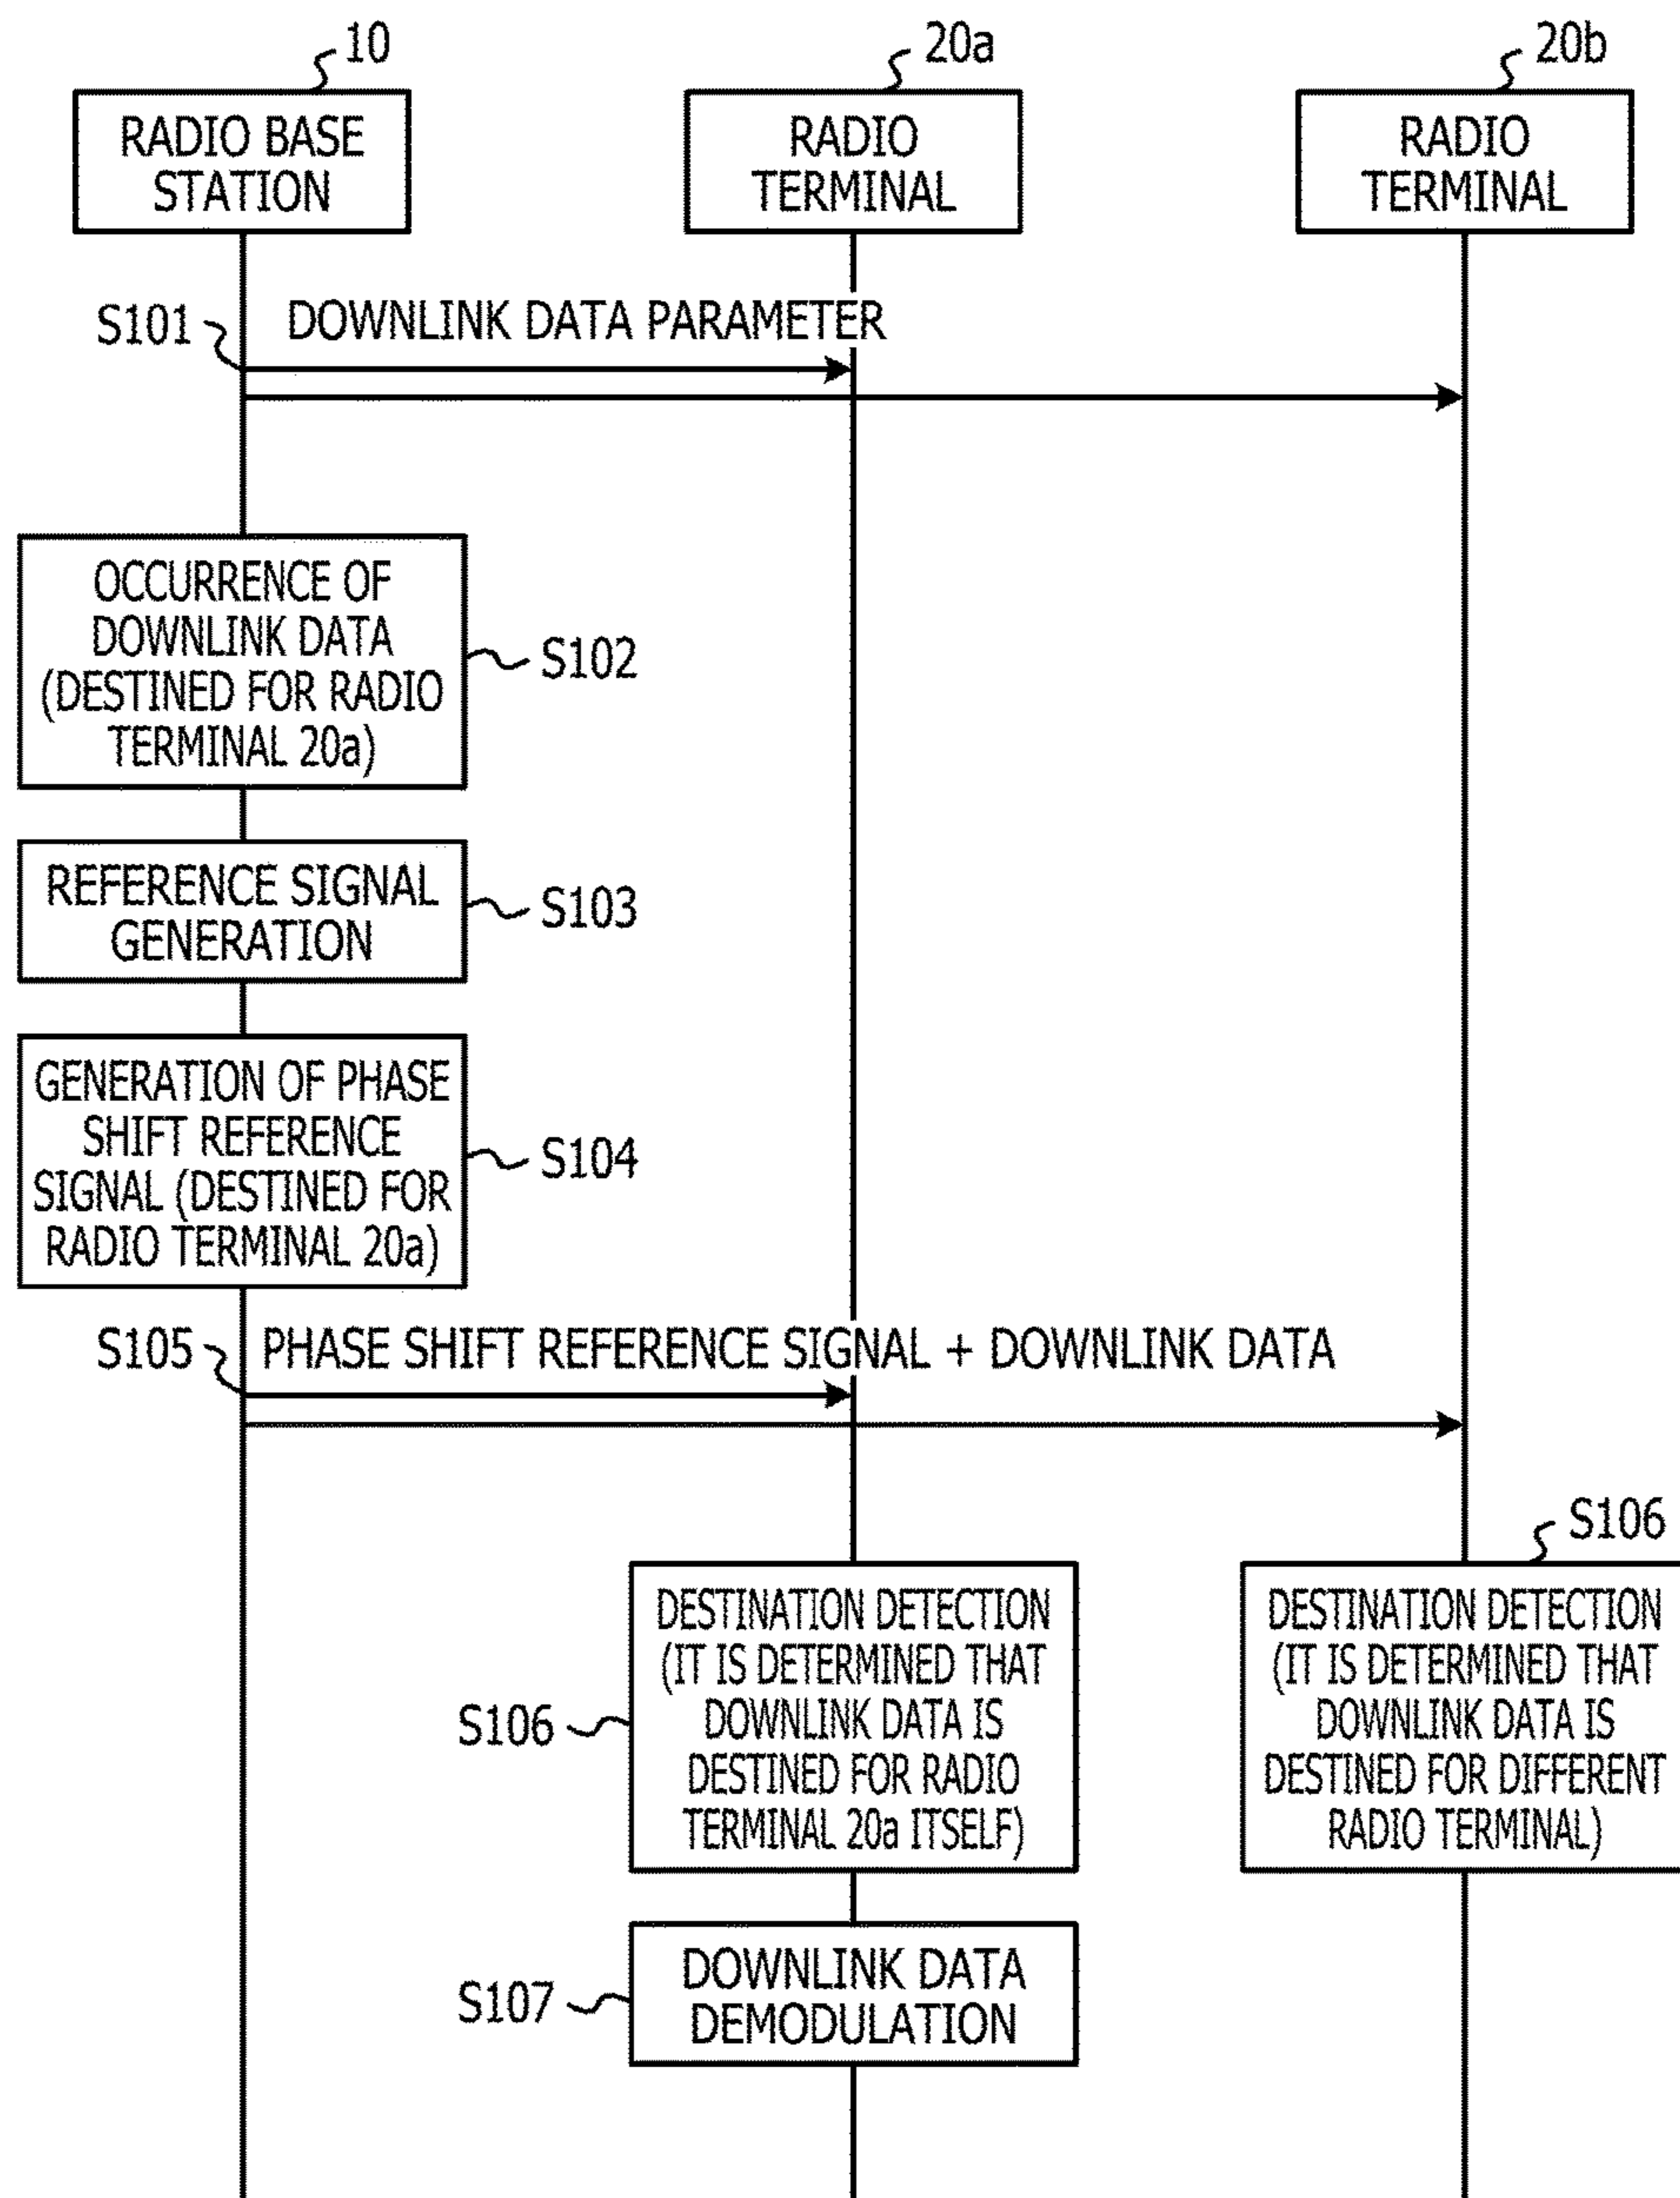 10
20a
20b
RADIO BASE
STATION
RADIO
TERMINAL
RADIO
TERMINAL
S101
DOWNLINK DATA PARAMETER
OCCURRENCE OF
DOWNLINK DATA
(DESTINED FOR RADIO
TERMINAL 20a)
S102
REFERENCE SIGNAL
GENERATION
S103
GENERATION OF PHASE
SHIFT REFERENCE
SIGNAL (DESTINED FOR
RADIO TERMINAL 20a)
S104
S105
PHASE SHIFT REFERENCE SIGNAL + DOWNLINK DATA
S106
DESTINATION DETECTION
(IT IS DETERMINED THAT
DOWNLINK DATA IS
DESTINED FOR RADIO
TERMINAL 20a ITSELF)
S106
DESTINATION DETECTION
(IT IS DETERMINED THAT
DOWNLINK DATA IS
DESTINED FOR DIFFERENT
RADIO TERMINAL)
S107
DOWNLINK DATA
DEMODULATION